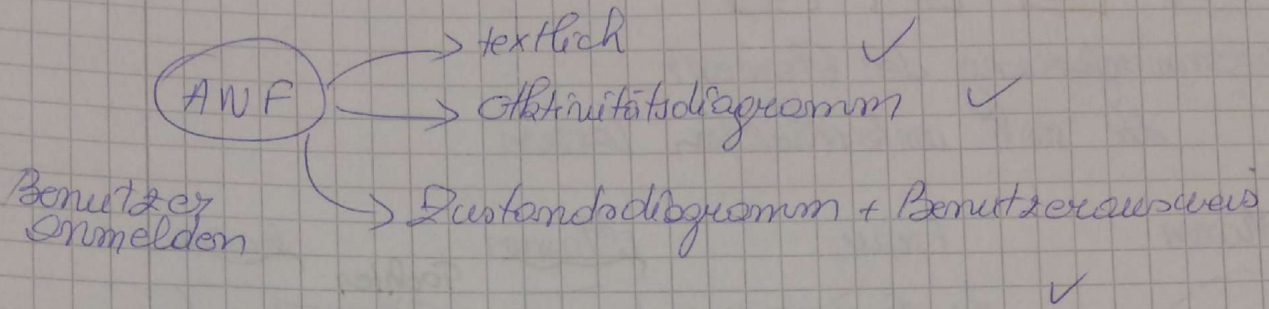 textlich ✓
AWF
Aktivitätsdiagramm ✓
Benutzer
anmelden
Zustandsdiagramm + Benutzerausweis
✓